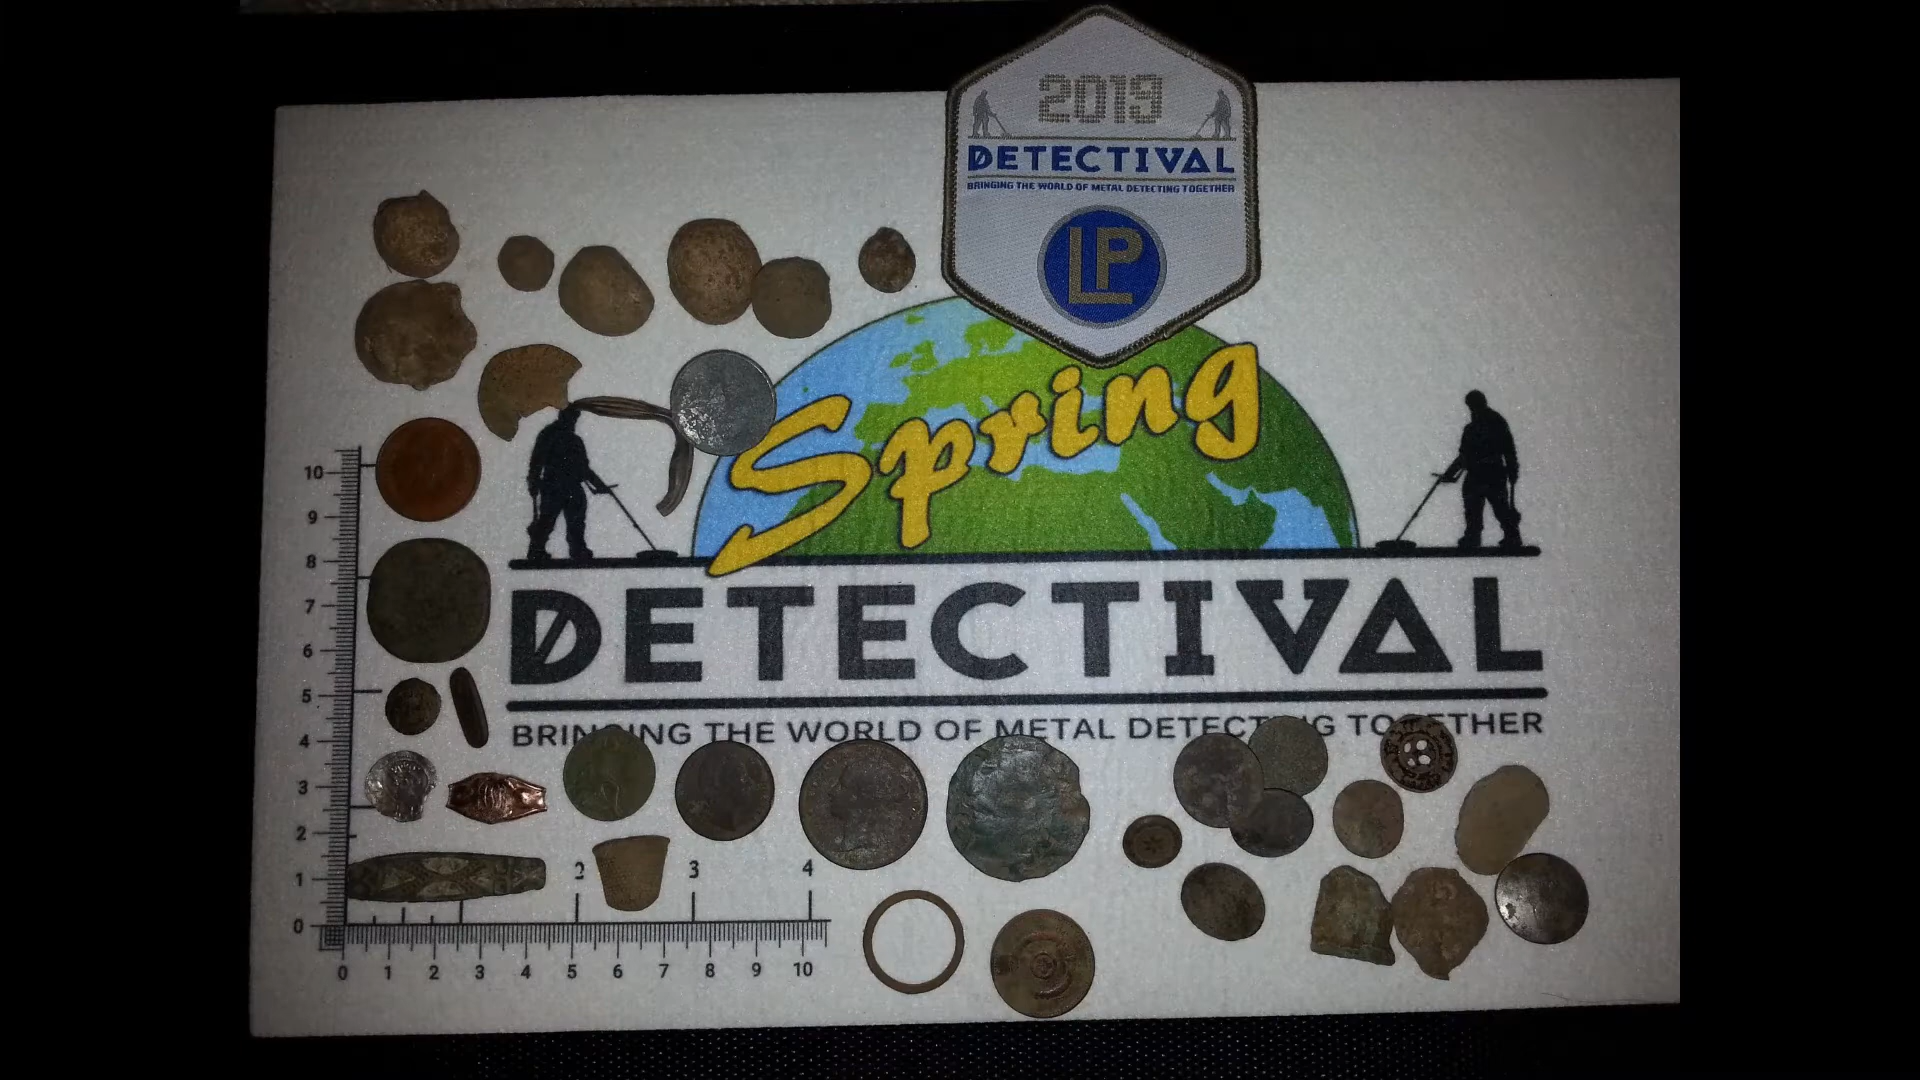 2019
DETECTIVAL
BRINGING THE WORLD OF METAL DETECTING TOGETHER
LP
Spring
DETECTIVAL
BRINGING THE WORLD OF METAL DETECTING TOGETHER
10
9
8
7
6
5
4
3
2
1
0
2 3 4
0 1 2 3 4 5 6 7 8 9 10